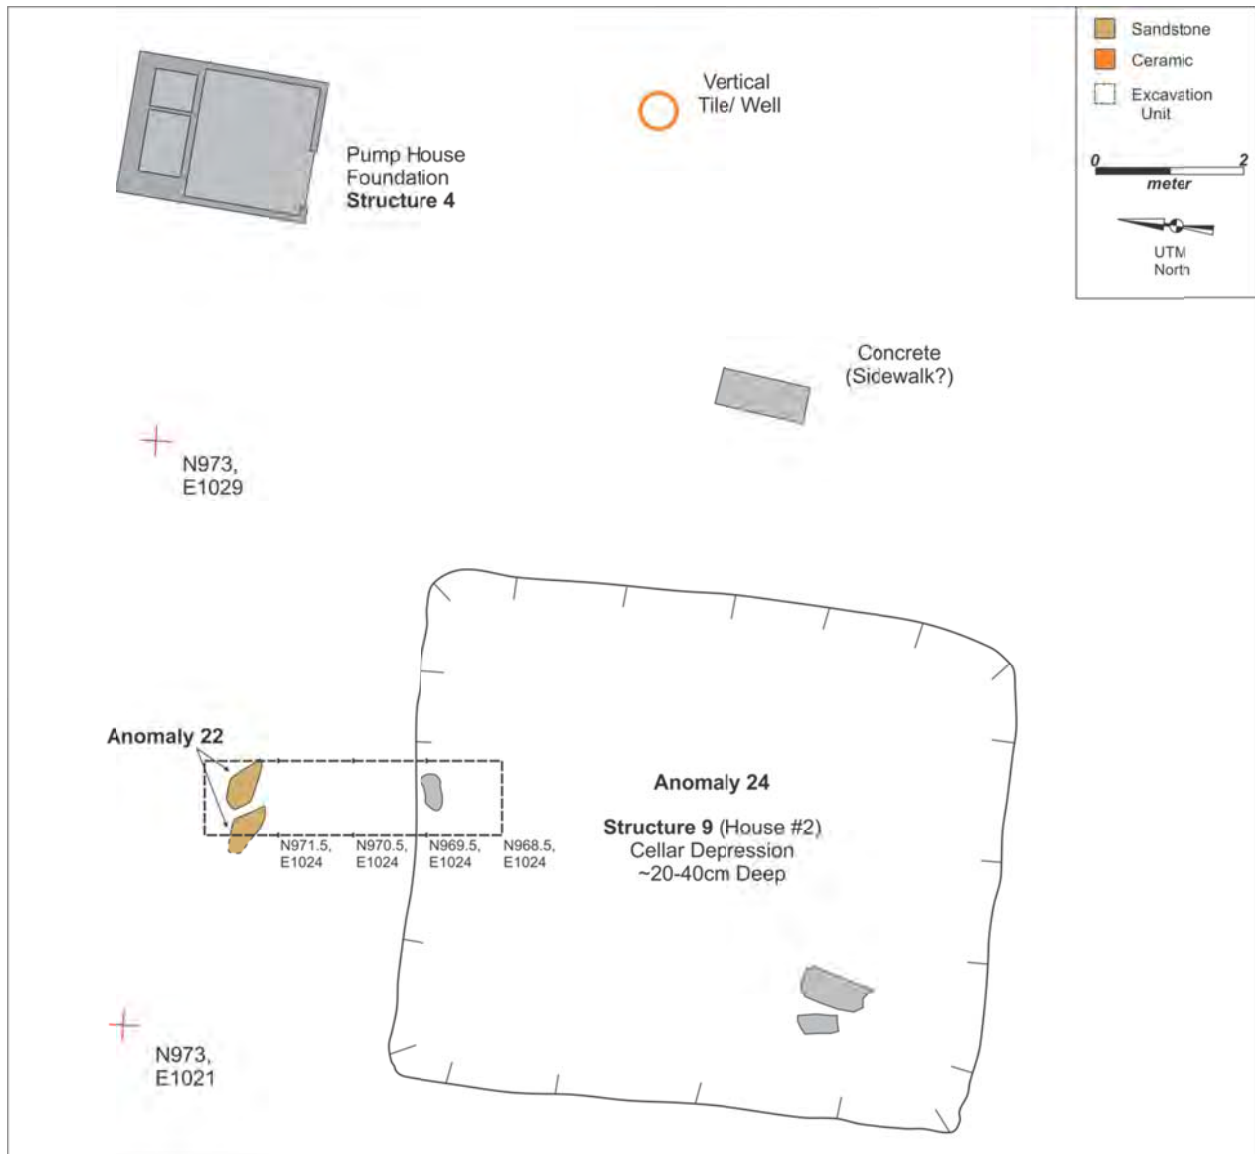 Sandstone
Ceramic
Excavation
Unit
0 2
meter
UTM
North
Vertical
Tile/ Well
Pump House
Foundation
Structure 4
Concrete
(Sidewalk?)
N973,
E1029
Anomaly 22
N971.5,
E1024
N970.5,
E1024
N969.5,
E1024
N968.5,
E1024
Anomaly 24
Structure 9 (House #2)
Cellar Depression
~20-40cm Deep
N973,
E1021